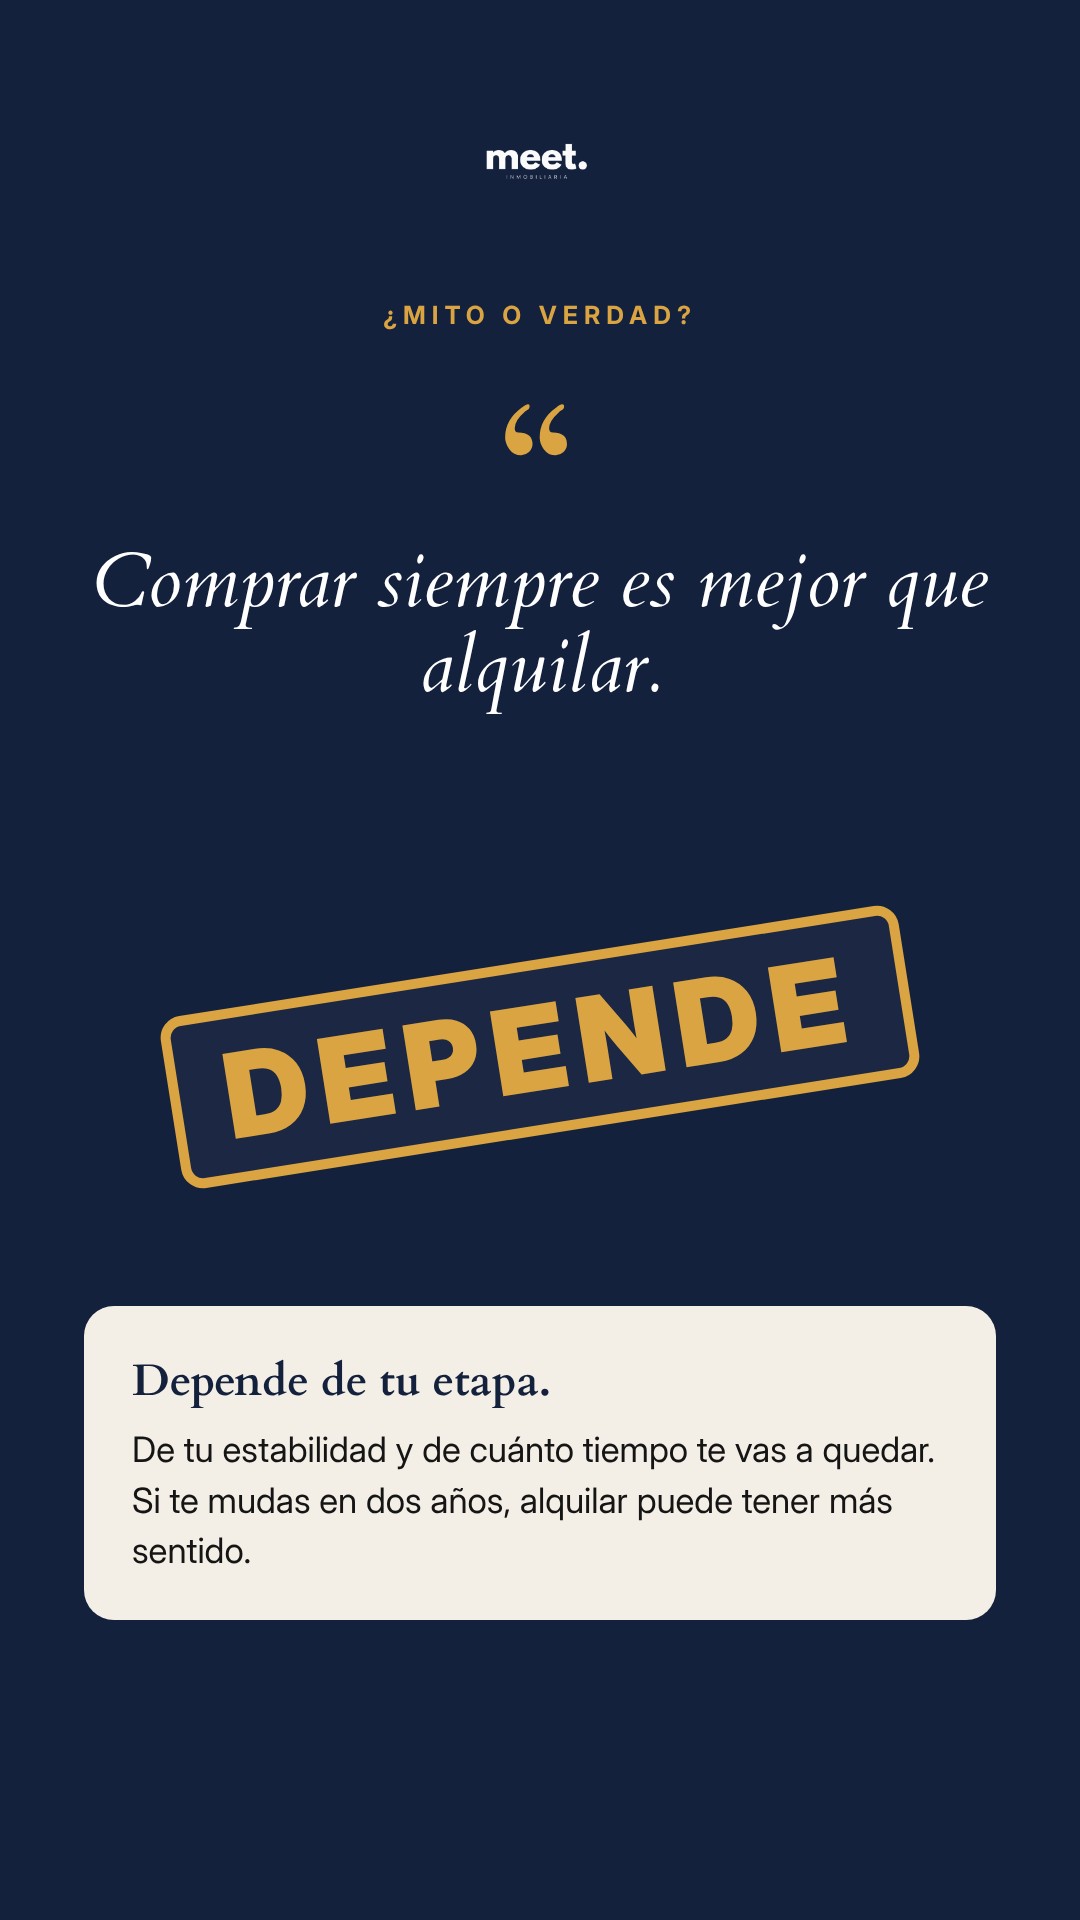 meet.
INMOBILIARIA
¿MITO O VERDAD?
“
Comprar siempre es mejor que
alquilar.
DEPENDE
Depende de tu etapa.
De tu estabilidad y de cuánto tiempo te vas a quedar.
Si te mudas en dos años, alquilar puede tener más
sentido.